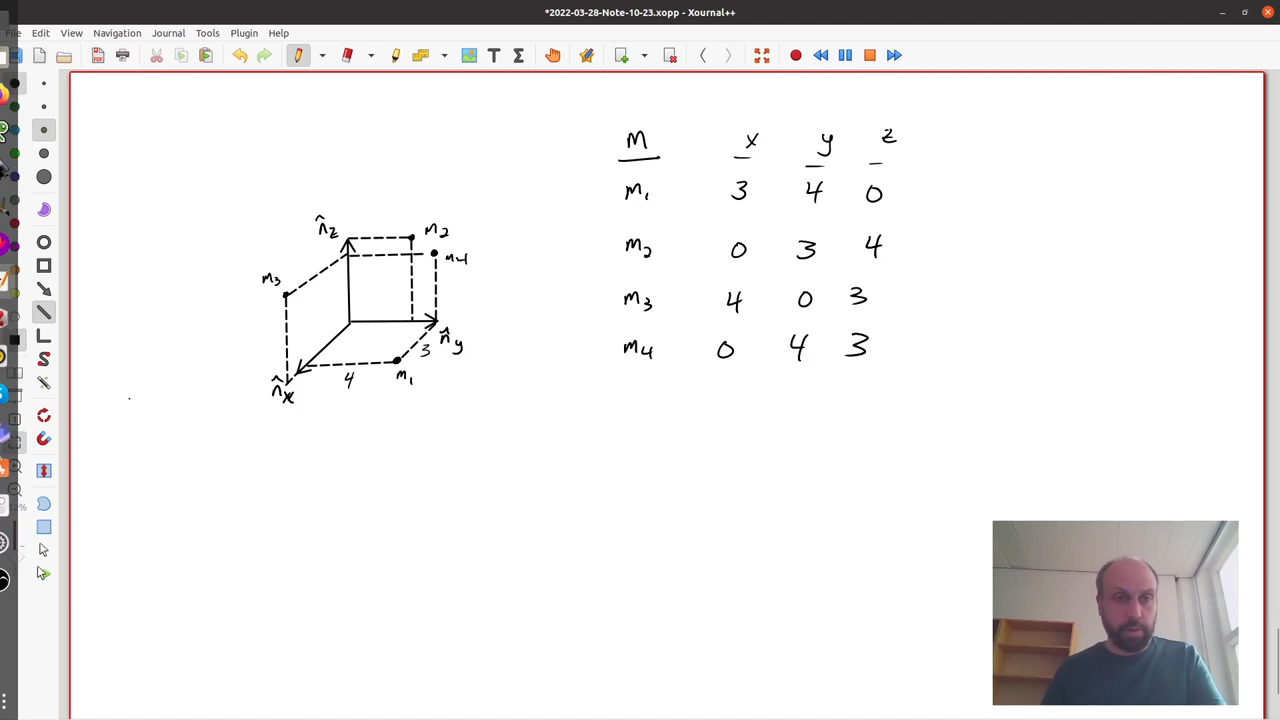 *2022-03-28-Note-10-23.xopp - Xournal++
File Edit View Navigation Journal Tools Plugin Help
M x y z
m1 3 4 0
m2 0 3 4
m3 4 0 3
m4 0 4 3
n̂z m2
m4
m3
n̂y
3
4 m1
n̂x